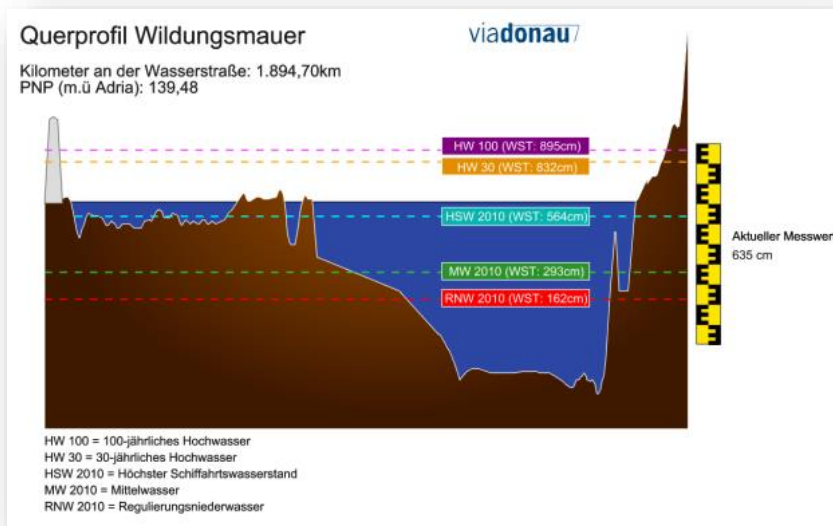 Querprofil Wildungsmauer
viadonau
Kilometer an der Wasserstraße: 1.894,70km
PNP (m.ü Adria): 139,48
HW 100 (WST: 895cm)
HW 30 (WST: 832cm)
HSW 2010 (WST: 564cm)
MW 2010 (WST: 293cm)
RNW 2010 (WST: 162cm)
Aktueller Messwer
635 cm
HW 100 = 100-jährliches Hochwasser
HW 30 = 30-jährliches Hochwasser
HSW 2010 = Höchster Schiffahrtswasserstand
MW 2010 = Mittelwasser
RNW 2010 = Regulierungsniederwasser